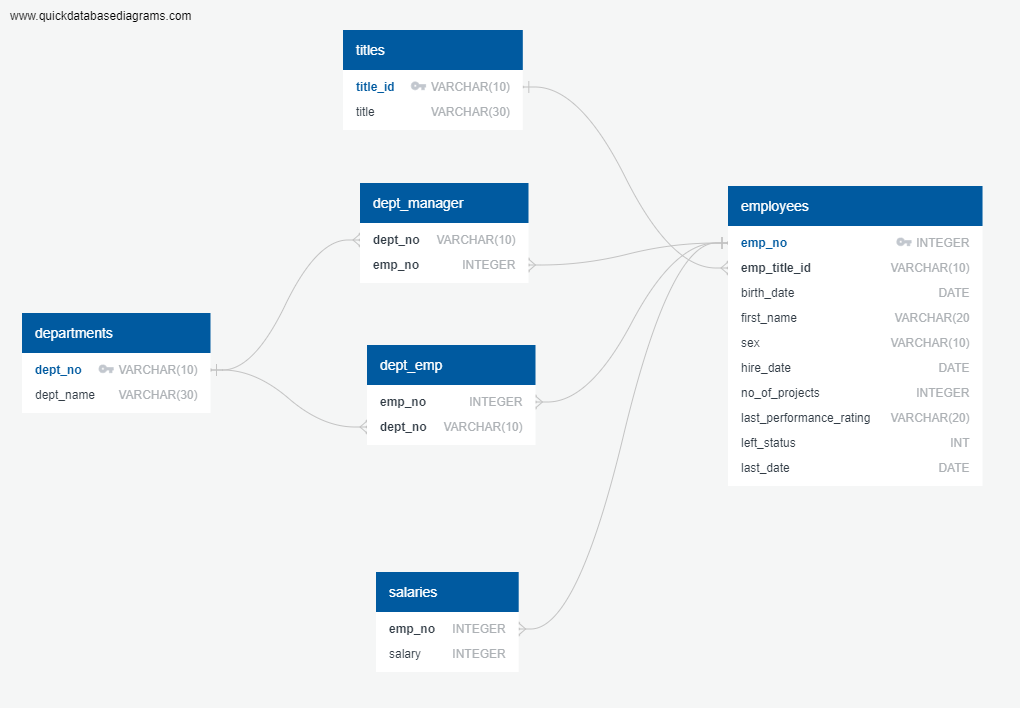 www.quickdatabasediagrams.com
titles
title_id VARCHAR(10)
title VARCHAR(30)
dept_manager
dept_no VARCHAR(10)
emp_no INTEGER
departments
dept_no VARCHAR(10)
dept_name VARCHAR(30)
dept_emp
emp_no INTEGER
dept_no VARCHAR(10)
salaries
emp_no INTEGER
salary INTEGER
employees
emp_no INTEGER
emp_title_id VARCHAR(10)
birth_date DATE
first_name VARCHAR(20
sex VARCHAR(10)
hire_date DATE
no_of_projects INTEGER
last_performance_rating VARCHAR(20)
left_status INT
last_date DATE